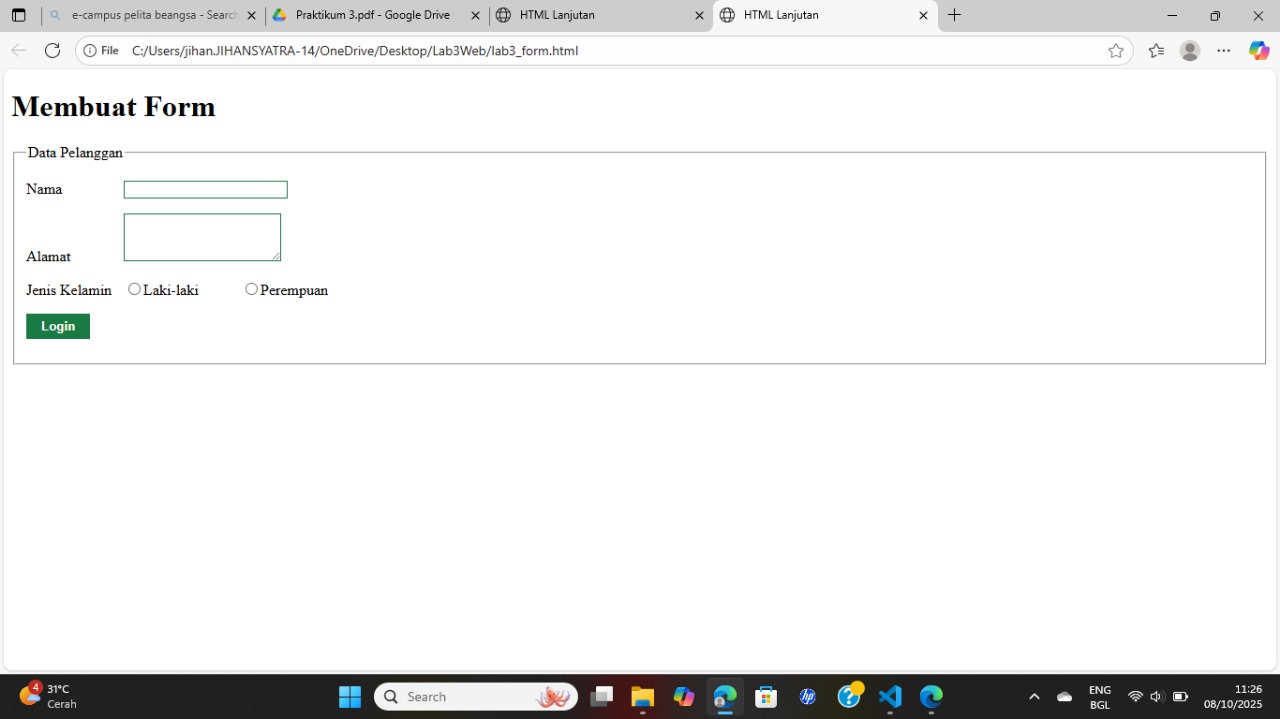 e-campus pelita beangsa - Search
Praktikum 3.pdf - Google Drive
HTML Lanjutan
HTML Lanjutan
File
C:/Users/jihan.JIHANSYATRA-14/OneDrive/Desktop/Lab3Web/lab3_form.html
Membuat Form
Data Pelanggan
Nama
Alamat
Jenis Kelamin Laki-laki Perempuan
Login
4
31°C
Cerah
Search
hp
?
ENG
BGL
11:26
08/10/2025